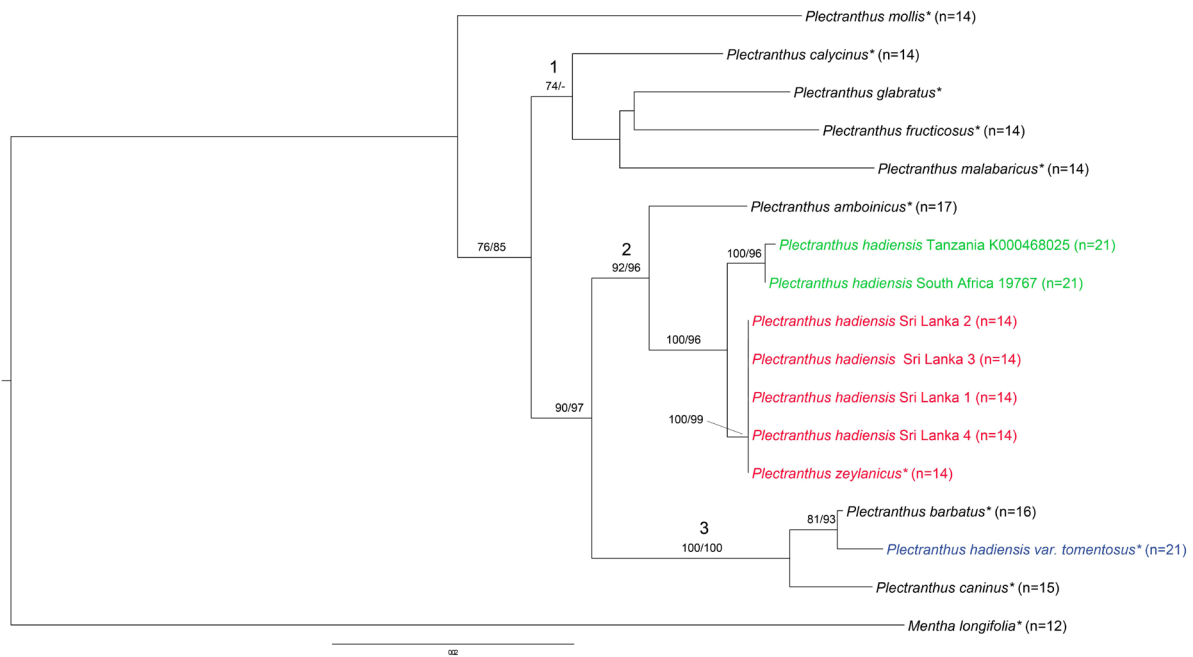 Plectranthus mollis* (n=14)
Plectranthus calycinus* (n=14)
1
74/-
Plectranthus glabratus*
Plectranthus fructicosus* (n=14)
Plectranthus malabaricus* (n=14)
Plectranthus amboinicus* (n=17)
76/85
2
92/96
Plectranthus hadiensis Tanzania K000468025 (n=21)
100/96
Plectranthus hadiensis South Africa 19767 (n=21)
Plectranthus hadiensis Sri Lanka 2 (n=14)
100/96
Plectranthus hadiensis Sri Lanka 3 (n=14)
Plectranthus hadiensis Sri Lanka 1 (n=14)
90/97
100/99
Plectranthus hadiensis Sri Lanka 4 (n=14)
Plectranthus zeylanicus* (n=14)
Plectranthus barbatus* (n=16)
81/93
3
100/100
Plectranthus hadiensis var. tomentosus* (n=21)
Plectranthus caninus* (n=15)
Mentha longifolia* (n=12)